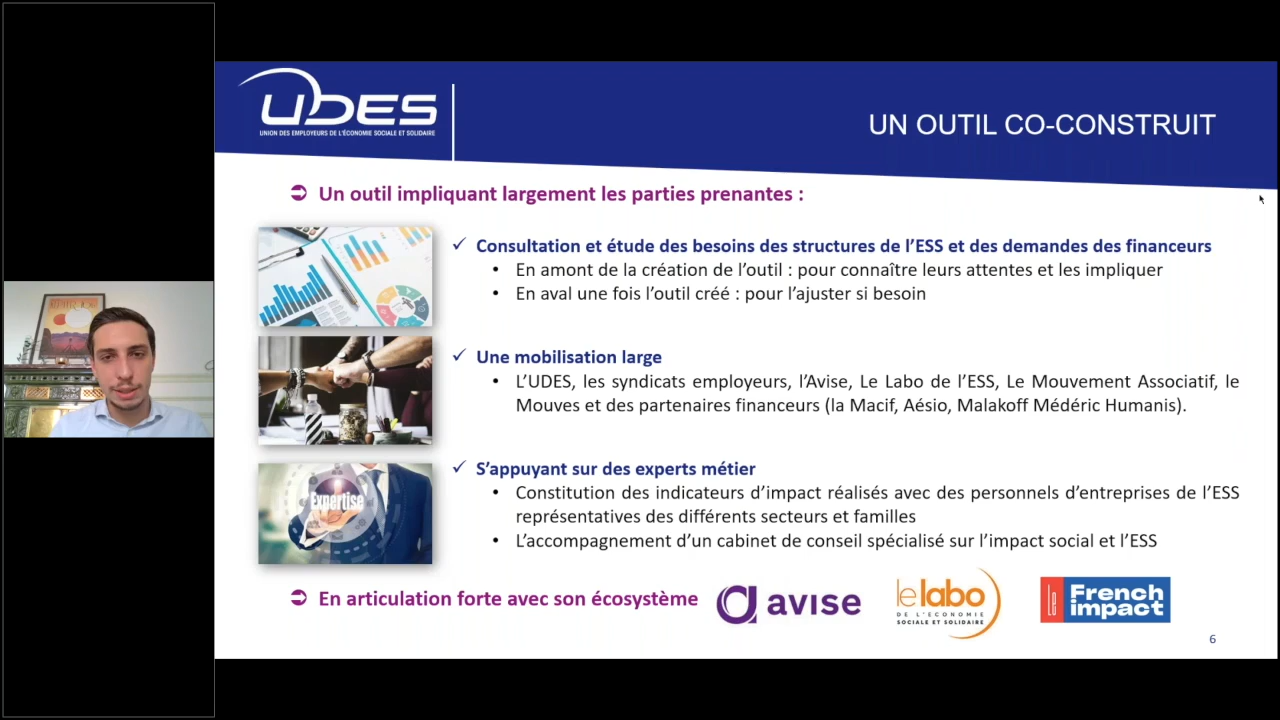 UDES
UNION DES EMPLOYEURS DE L'ÉCONOMIE SOCIALE ET SOLIDAIRE
UN OUTIL CO-CONSTRUIT
➲ Un outil impliquant largement les parties prenantes :
✓ Consultation et étude des besoins des structures de l’ESS et des demandes des financeurs
• En amont de la création de l’outil : pour connaître leurs attentes et les impliquer
• En aval une fois l’outil créé : pour l’ajuster si besoin
✓ Une mobilisation large
• L’UDES, les syndicats employeurs, l’Avise, Le Labo de l’ESS, Le Mouvement Associatif, le
Mouves et des partenaires financeurs (la Macif, Aésio, Malakoff Médéric Humanis).
Expertise
✓ S’appuyant sur des experts métier
• Constitution des indicateurs d’impact réalisés avec des personnels d’entreprises de l’ESS
représentatives des différents secteurs et familles
• L’accompagnement d’un cabinet de conseil spécialisé sur l’impact social et l’ESS
➲ En articulation forte avec son écosystème
avise
le labo
DE L'ÉCONOMIE
SOCIALE ET SOLIDAIRE
French
impact
6